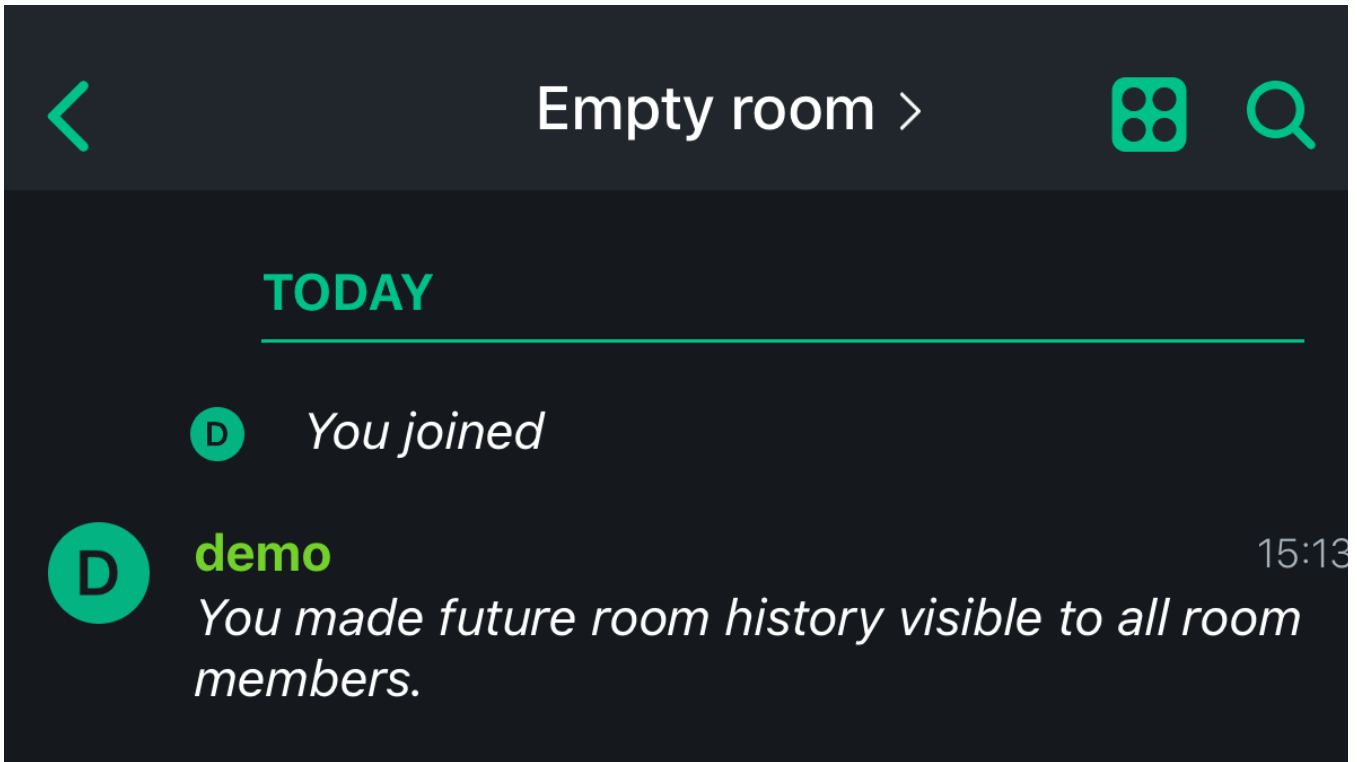 Empty room >
TODAY
D You joined
D demo 15:13
You made future room history visible to all room
members.